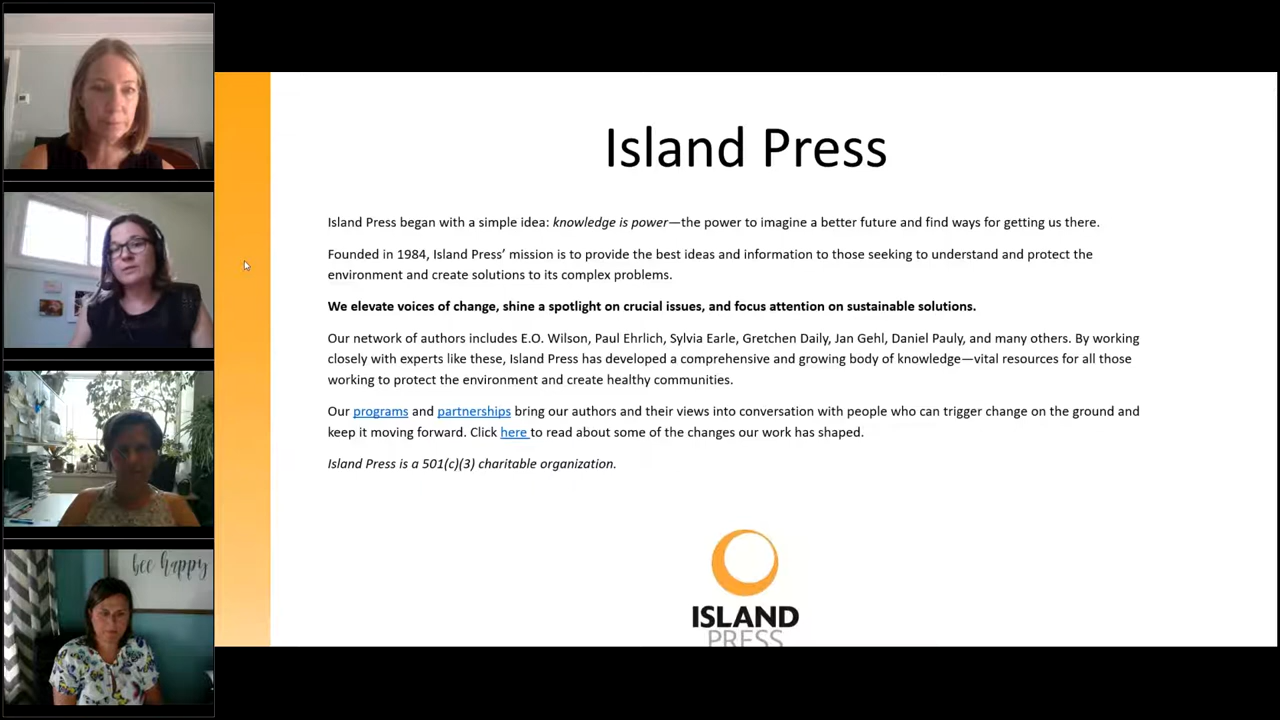 bee happy
Island Press
Island Press began with a simple idea: knowledge is power—the power to imagine a better future and find ways for getting us there.
Founded in 1984, Island Press’ mission is to provide the best ideas and information to those seeking to understand and protect the
environment and create solutions to its complex problems.
We elevate voices of change, shine a spotlight on crucial issues, and focus attention on sustainable solutions.
Our network of authors includes E.O. Wilson, Paul Ehrlich, Sylvia Earle, Gretchen Daily, Jan Gehl, Daniel Pauly, and many others. By working
closely with experts like these, Island Press has developed a comprehensive and growing body of knowledge—vital resources for all those
working to protect the environment and create healthy communities.
Our programs and partnerships bring our authors and their views into conversation with people who can trigger change on the ground and
keep it moving forward. Click here to read about some of the changes our work has shaped.
Island Press is a 501(c)(3) charitable organization.
ISLAND
PRESS